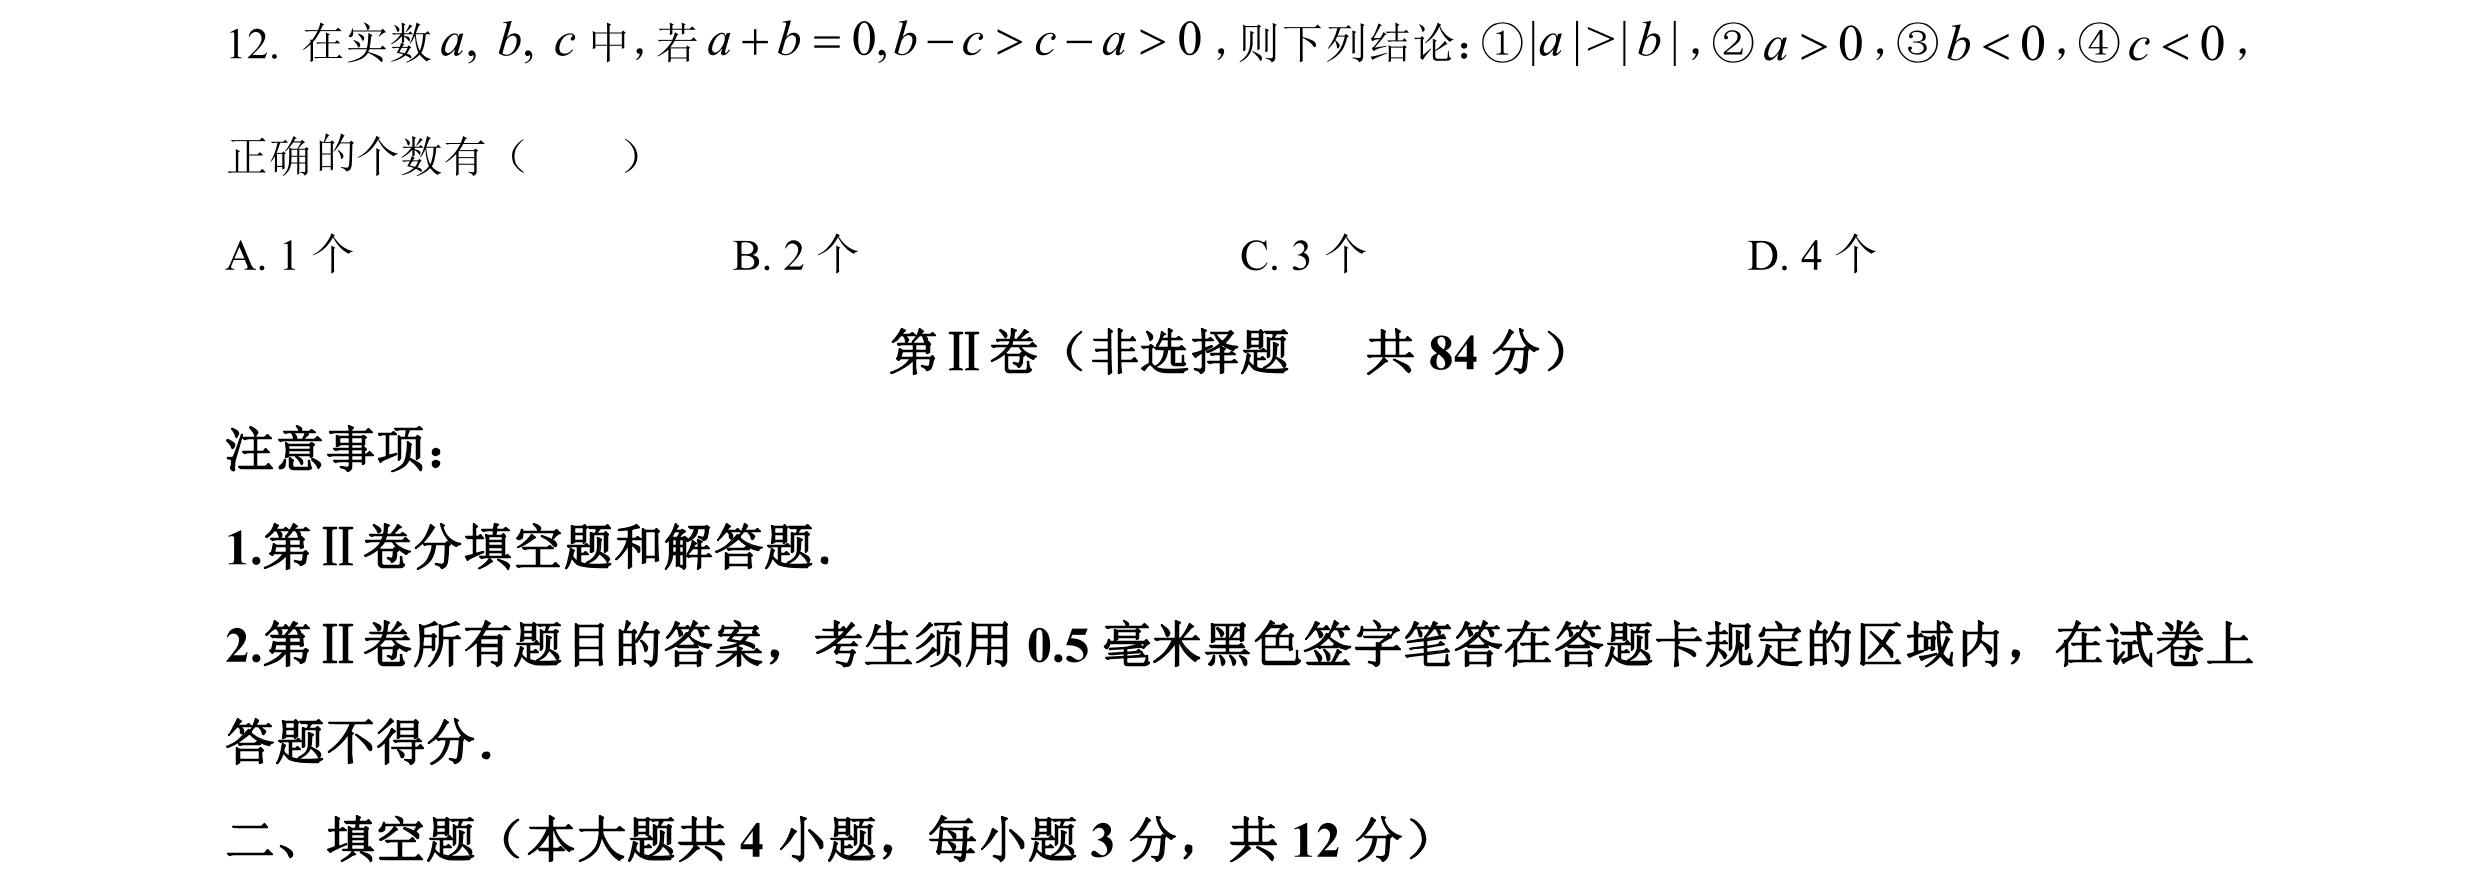 12. 在实数 a, b, c 中，若 a+b=0,b-c>c-a>0，则下列结论：①|a|>|b|，②a>0，③b<0，④c<0，
正确的个数有（　　）
A. 1 个　B. 2 个　C. 3 个　D. 4 个
第Ⅱ卷（非选择题　共 84 分）
注意事项：
1.第Ⅱ卷分填空题和解答题．
2.第Ⅱ卷所有题目的答案，考生须用 0.5 毫米黑色签字笔答在答题卡规定的区域内，在试卷上
答题不得分．
二、填空题（本大题共 4 小题，每小题 3 分，共 12 分）